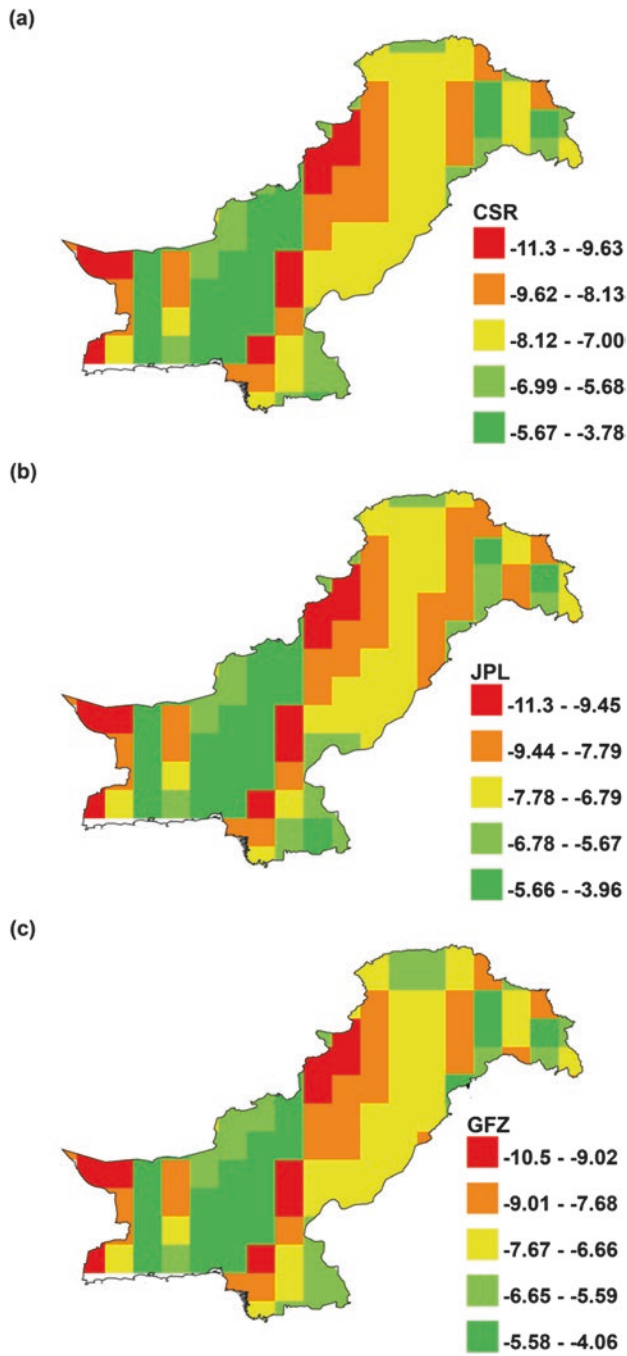 (a)
CSR
-11.3 - -9.63
-9.62 - -8.13
-8.12 - -7.00
-6.99 - -5.68
-5.67 - -3.78
(b)
JPL
-11.3 - -9.45
-9.44 - -7.79
-7.78 - -6.79
-6.78 - -5.67
-5.66 - -3.96
(c)
GFZ
-10.5 - -9.02
-9.01 - -7.68
-7.67 - -6.66
-6.65 - -5.59
-5.58 - -4.06